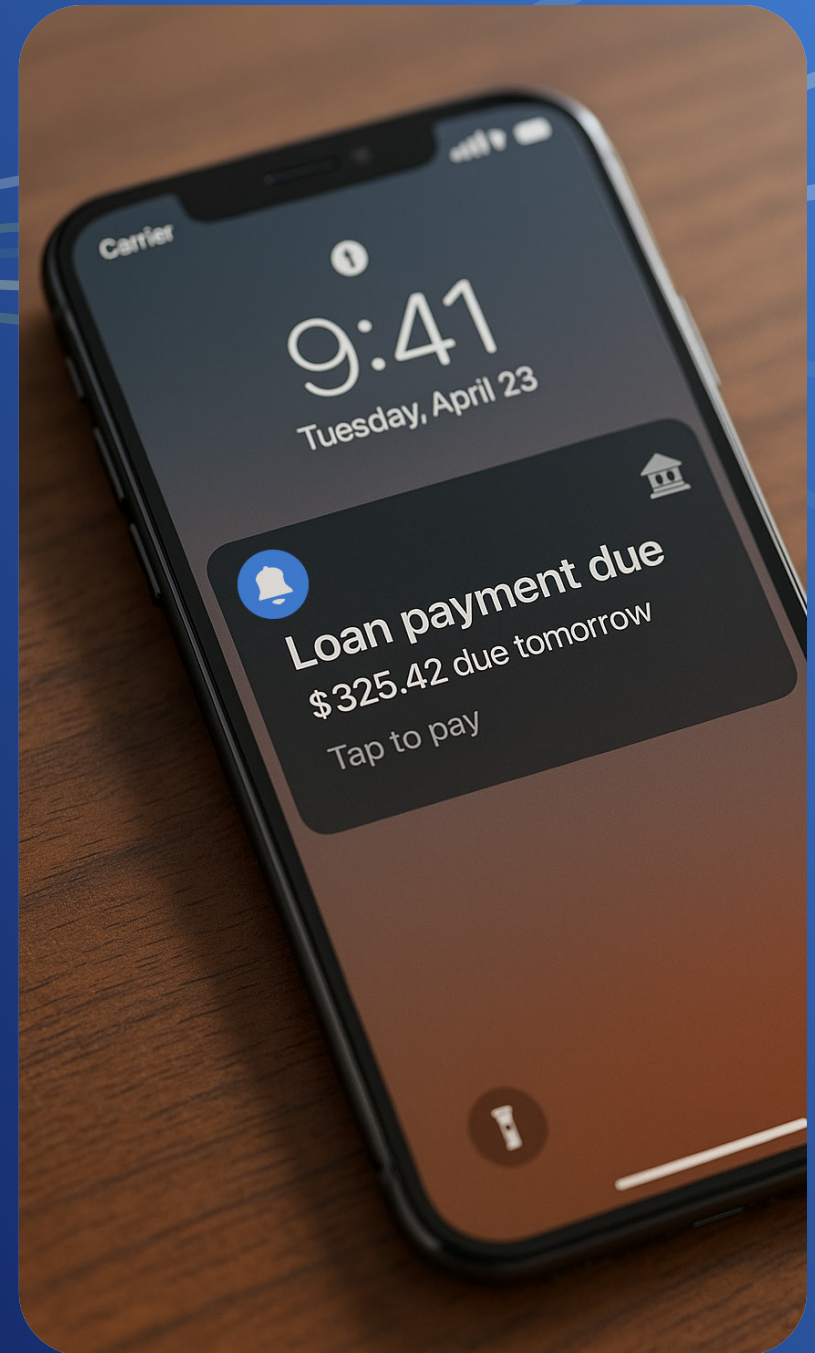 Carrier
9:41
Tuesday, April 23
Loan payment due
$325.42 due tomorrow
Tap to pay